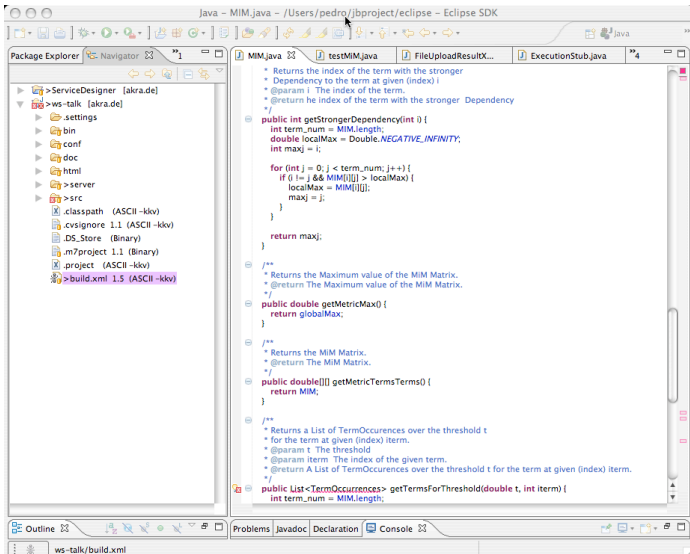 Java - MIM.java - /Users/pedro/jbproject/eclipse - Eclipse SDK
Java
Package Explorer Navigator »1
MIM.java testMiM.java FileUploadResultX... ExecutionStub.java »4
>ServiceDesigner [akra.de]
>ws-talk [akra.de]
.settings
bin
conf
doc
html
>server
>src
.classpath (ASCII -kkv)
.cvsignore 1.1 (ASCII -kkv)
.DS_Store (Binary)
.m7project 1.1 (Binary)
.project (ASCII -kkv)
>build.xml 1.5 (ASCII -kkv)
* Returns the index of the term with the stronger
* Dependency to the term at given (index) i
* @param i The index of the term.
* @return he index of the term with the stronger Dependency
*/
public int getStrongerDependency(int i) {
int term_num = MIM.length;
double localMax = Double.NEGATIVE_INFINITY;
int maxj = i;
for (int j = 0; j < term_num; j++) {
if (i != j && MIM[i][j] > localMax) {
localMax = MIM[i][j];
maxj = j;
}
}
return maxj;
}
/**
* Returns the Maximum value of the MiM Matrix.
* @return The Maximum value of the MiM Matrix.
*/
public double getMetricMax() {
return globalMax;
}
/**
* Returns the MiM Matrix.
* @return The MiM Matrix.
*/
public double[][] getMetricTermsTerms() {
return MIM;
}
/**
* Returns a List of TermOccurences over the threshold t
* for the term at given (index) iterm.
* @param t The threshold
* @param iterm The index of the given term.
* @return A List of TermOccurences over the threshold t for the term at given (index) iterm.
*/
public List<TermOccurrences> getTermsForThreshold(double t, int iterm) {
int term_num = MIM.length;
Outline
Problems Javadoc Declaration Console
ws-talk/build.xml